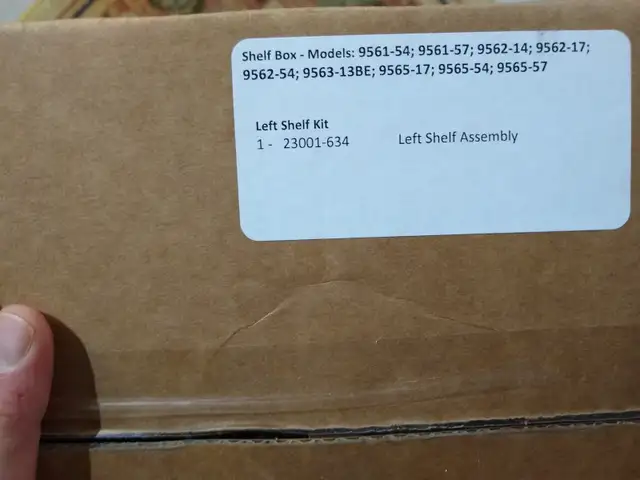 Shelf Box - Models: 9561-54; 9561-57; 9562-14; 9562-17;
9562-54; 9563-13BE; 9565-17; 9565-54; 9565-57
Left Shelf Kit
1 - 23001-634 Left Shelf Assembly